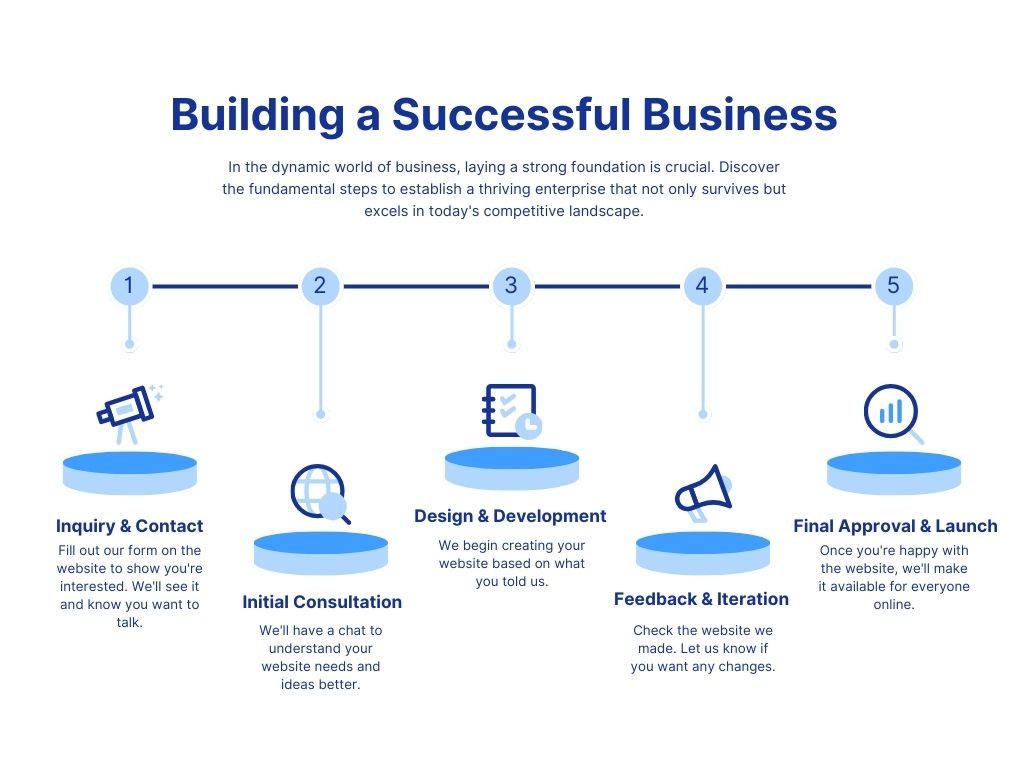 Building a Successful Business
In the dynamic world of business, laying a strong foundation is crucial. Discover
the fundamental steps to establish a thriving enterprise that not only survives but
excels in today's competitive landscape.
1
2
3
4
5
Inquiry & Contact
Fill out our form on the
website to show you're
interested. We'll see it
and know you want to
talk.
Initial Consultation
We'll have a chat to
understand your
website needs and
ideas better.
Design & Development
We begin creating your
website based on what
you told us.
Feedback & Iteration
Check the website we
made. Let us know if
you want any changes.
Final Approval & Launch
Once you're happy with
the website, we'll make
it available for everyone
online.